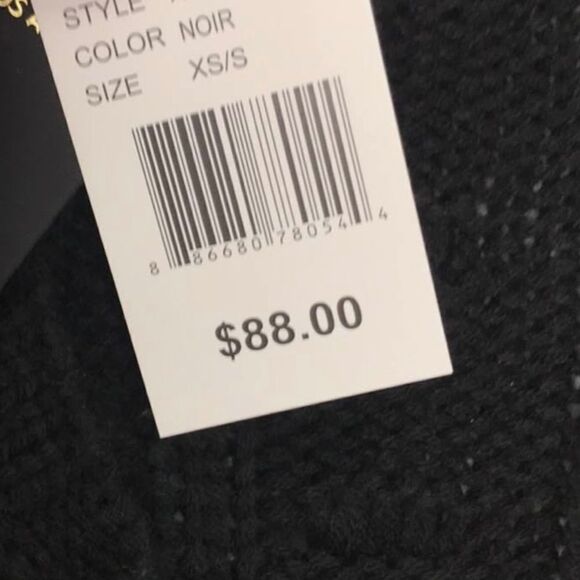 STYLE
COLOR NOIR
SIZE XS/S
8 86680 78054 4
$88.00